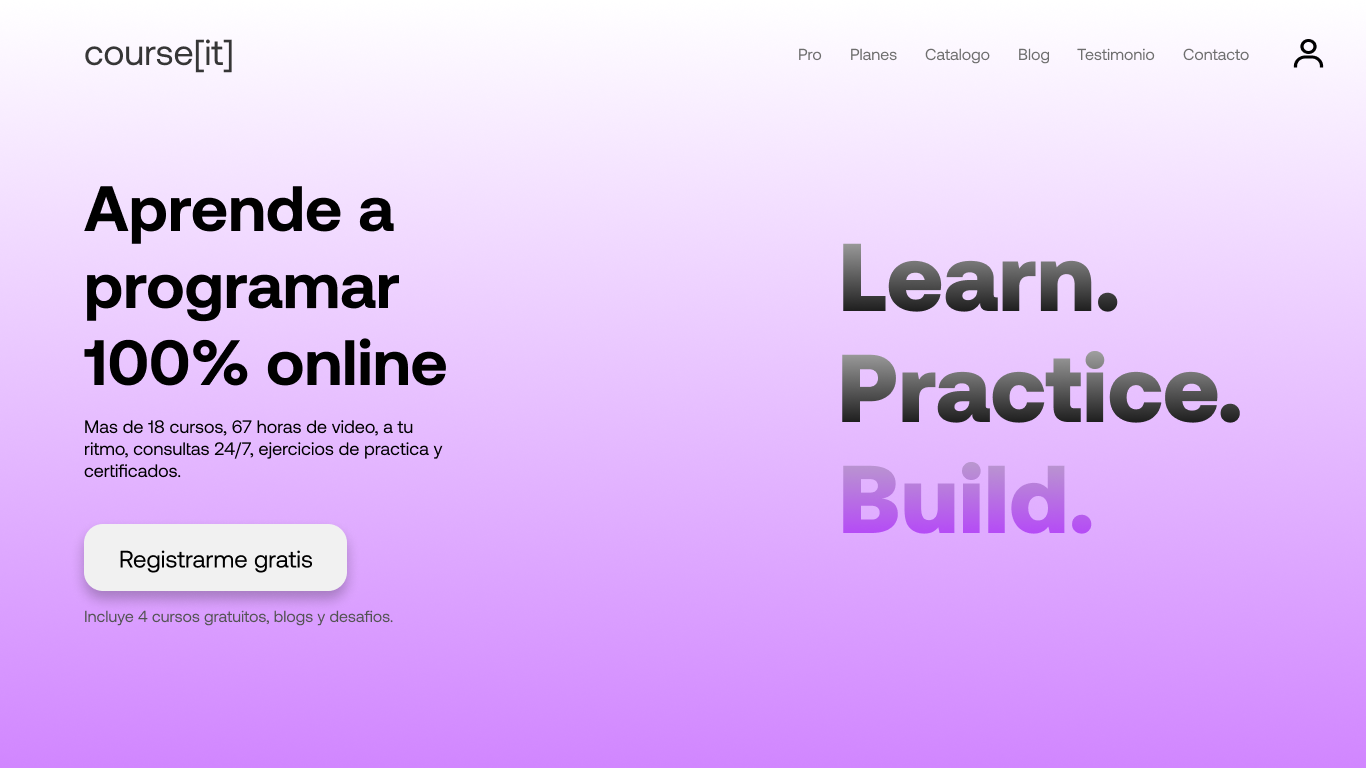 course[it]
Pro Planes Catalogo Blog Testimonio Contacto
Aprende a
programar
100% online
Mas de 18 cursos, 67 horas de video, a tu
ritmo, consultas 24/7, ejercicios de practica y
certificados.
Registrarme gratis
Incluye 4 cursos gratuitos, blogs y desafios.
Learn.
Practice.
Build.